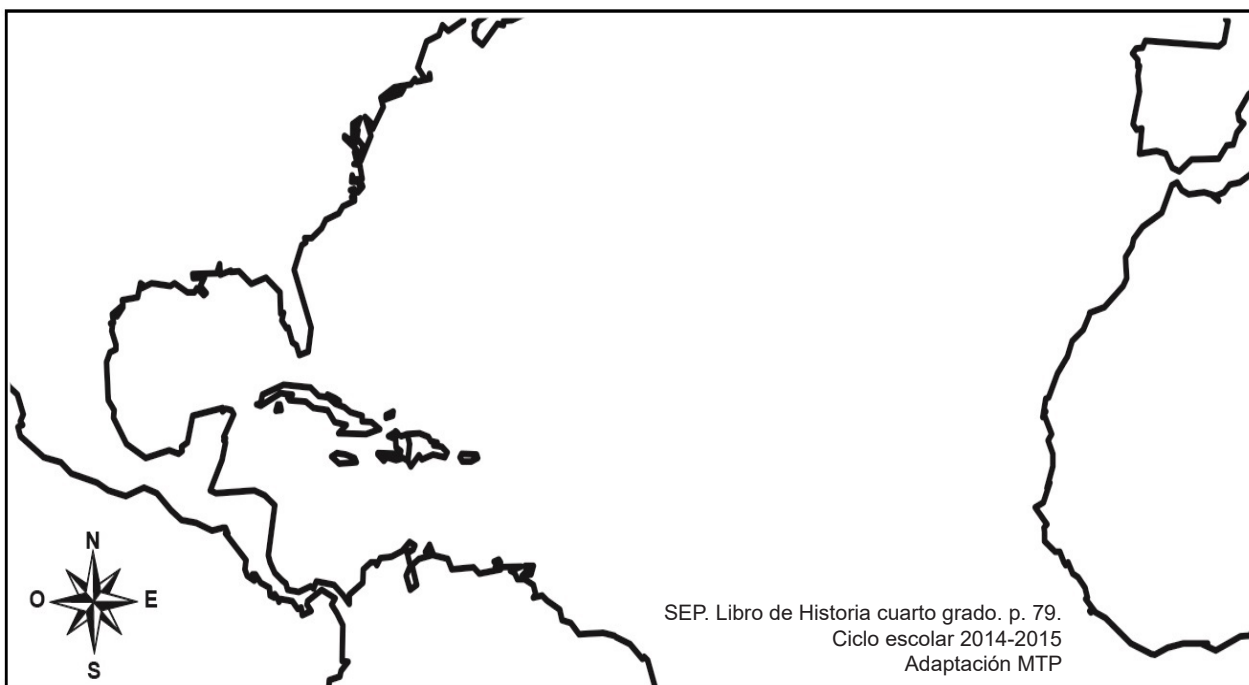 N
O E
S
SEP. Libro de Historia cuarto grado. p. 79.
Ciclo escolar 2014-2015
Adaptación MTP